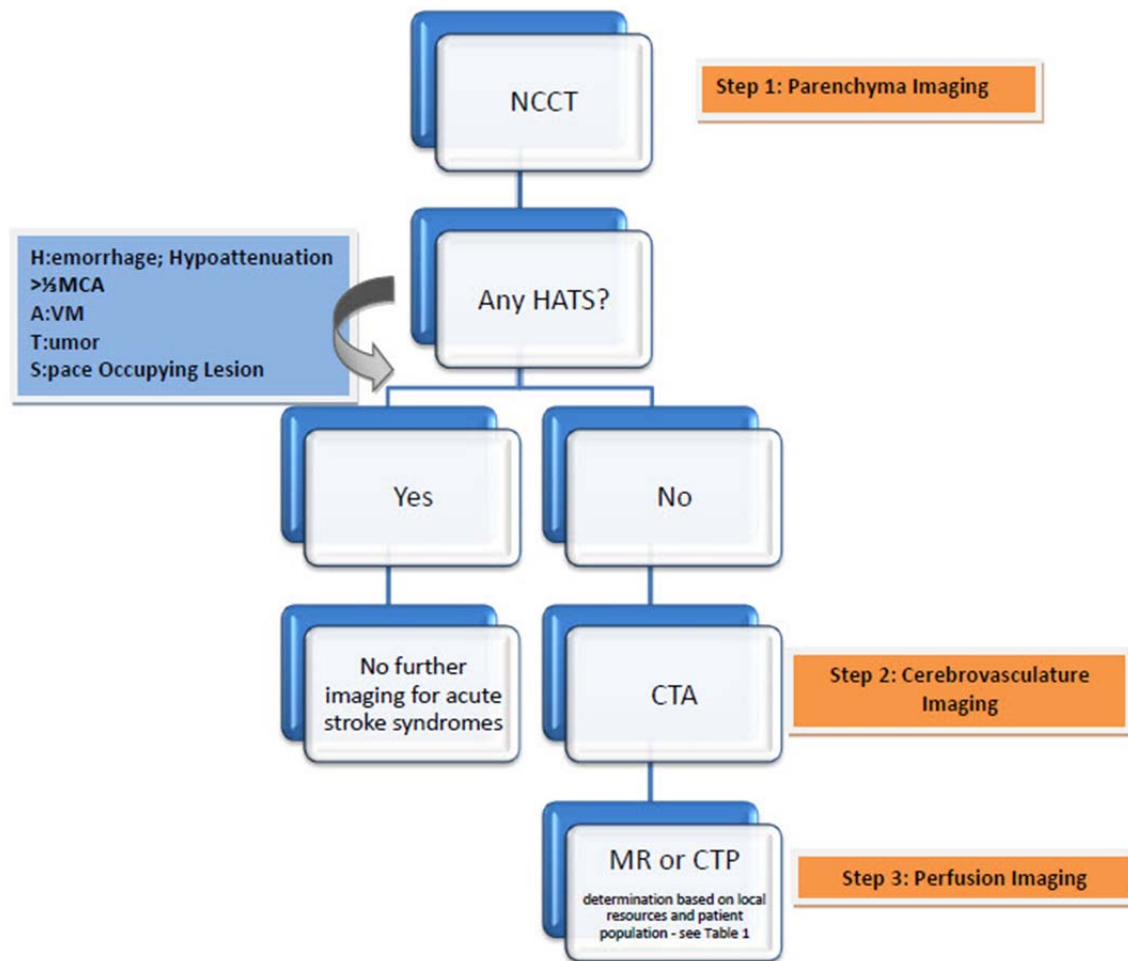 NCCT
Step 1: Parenchyma Imaging
H:emorrhage; Hypoattenuation
>⅓MCA
A:VM
T:umor
S:pace Occupying Lesion
Any HATS?
Yes
No
No further
imaging for acute
stroke syndromes
CTA
Step 2: Cerebrovasculature
Imaging
MR or CTP
determination based on local
resources and patient
population - see Table 1
Step 3: Perfusion Imaging